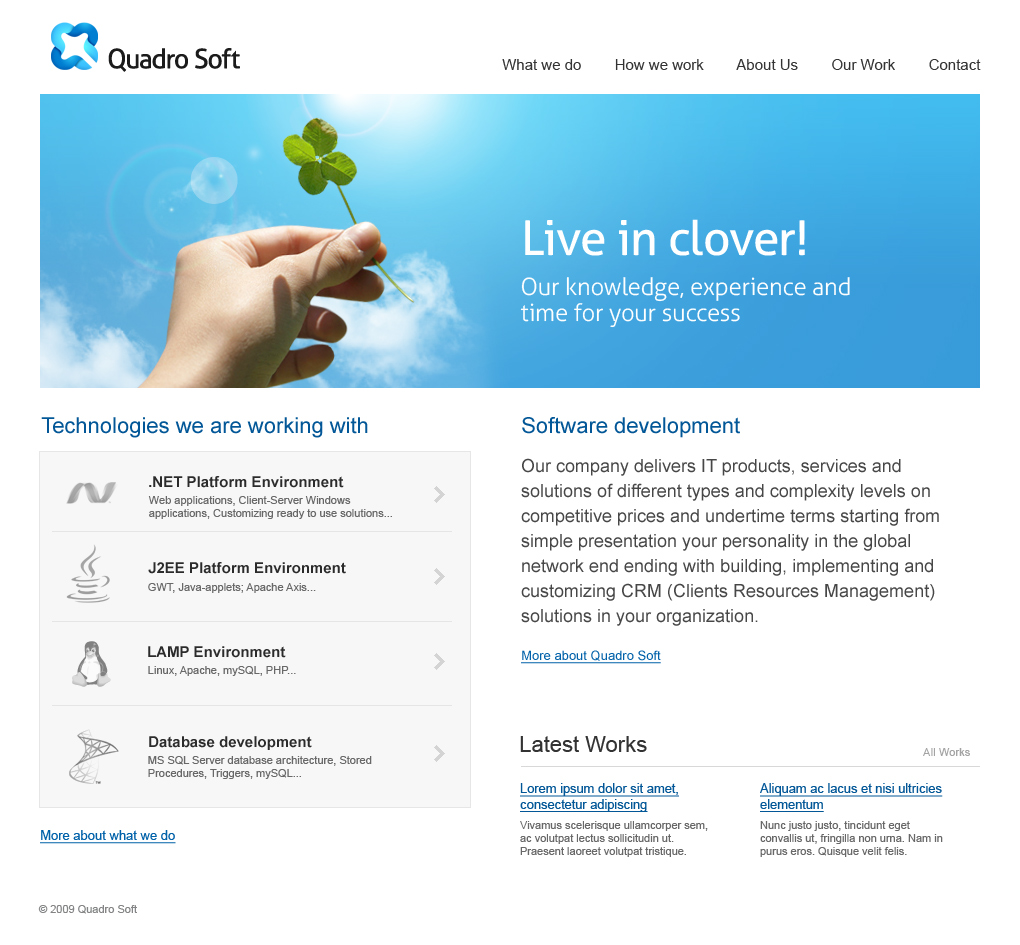 Quadro Soft
What we do
How we work
About Us
Our Work
Contact
Live in clover!
Our knowledge, experience and
time for your success
Technologies we are working with
.NET Platform Environment
Web applications, Client-Server Windows
applications, Customizing ready to use solutions...
J2EE Platform Environment
GWT, Java-applets; Apache Axis...
LAMP Environment
Linux, Apache, mySQL, PHP...
Database development
MS SQL Server database architecture, Stored
Procedures, Triggers, mySQL...
TM
More about what we do
Software development
Our company delivers IT products, services and
solutions of different types and complexity levels on
competitive prices and undertime terms starting from
simple presentation your personality in the global
network end ending with building, implementing and
customizing CRM (Clients Resources Management)
solutions in your organization.
More about Quadro Soft
Latest Works
All Works
Lorem ipsum dolor sit amet,
consectetur adipiscing
Vivamus scelerisque ullamcorper sem,
ac volutpat lectus sollicitudin ut.
Praesent laoreet volutpat tristique.
Aliquam ac lacus et nisi ultricies
elementum
Nunc justo justo, tincidunt eget
convallis ut, fringilla non urna. Nam in
purus eros. Quisque velit felis.
© 2009 Quadro Soft